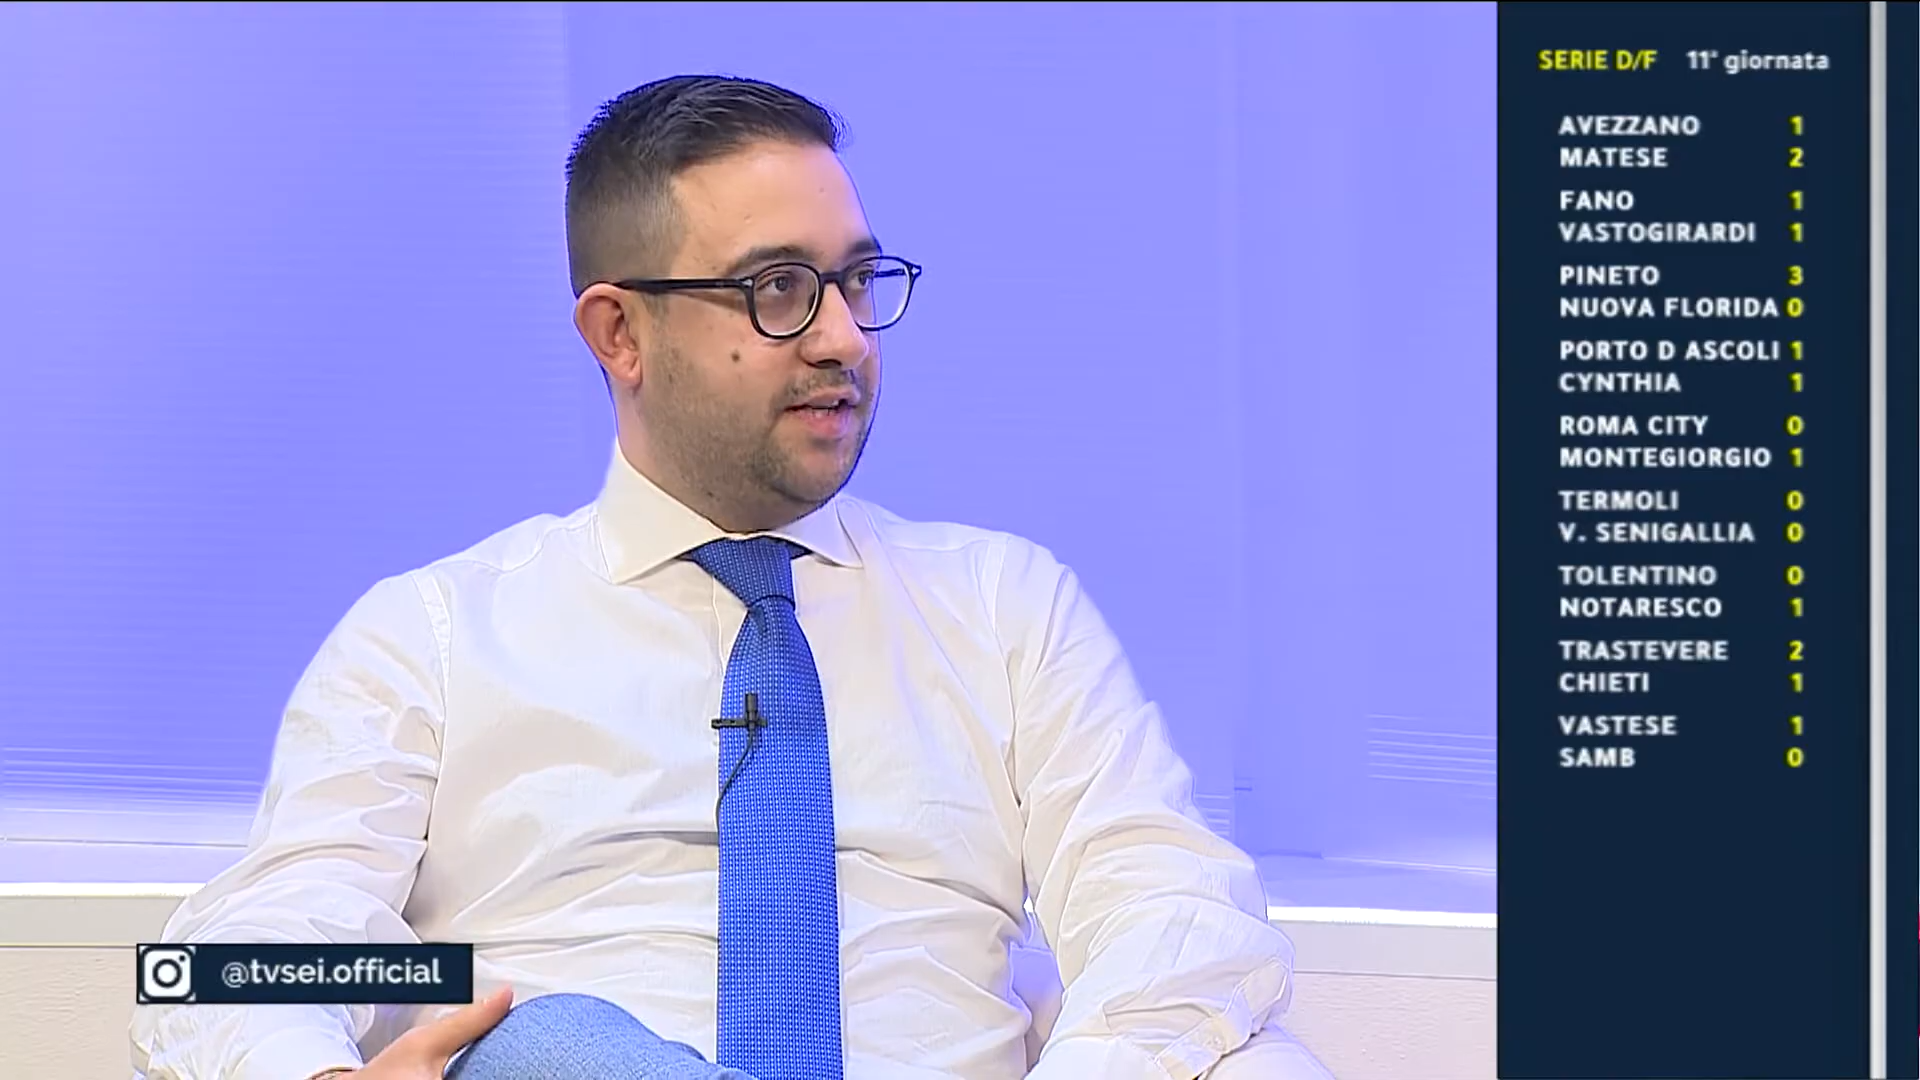 SERIE D/F 11ª giornata
AVEZZANO 1
MATESE 2
FANO 1
VASTOGIRARDI 1
PINETO 3
NUOVA FLORIDA 0
PORTO D ASCOLI 1
CYNTHIA 1
ROMA CITY 0
MONTEGIORGIO 1
TERMOLI 0
V. SENIGALLIA 0
TOLENTINO 0
NOTARESCO 1
TRASTEVERE 2
CHIETI 1
VASTESE 1
SAMB 0
@tvsei.official